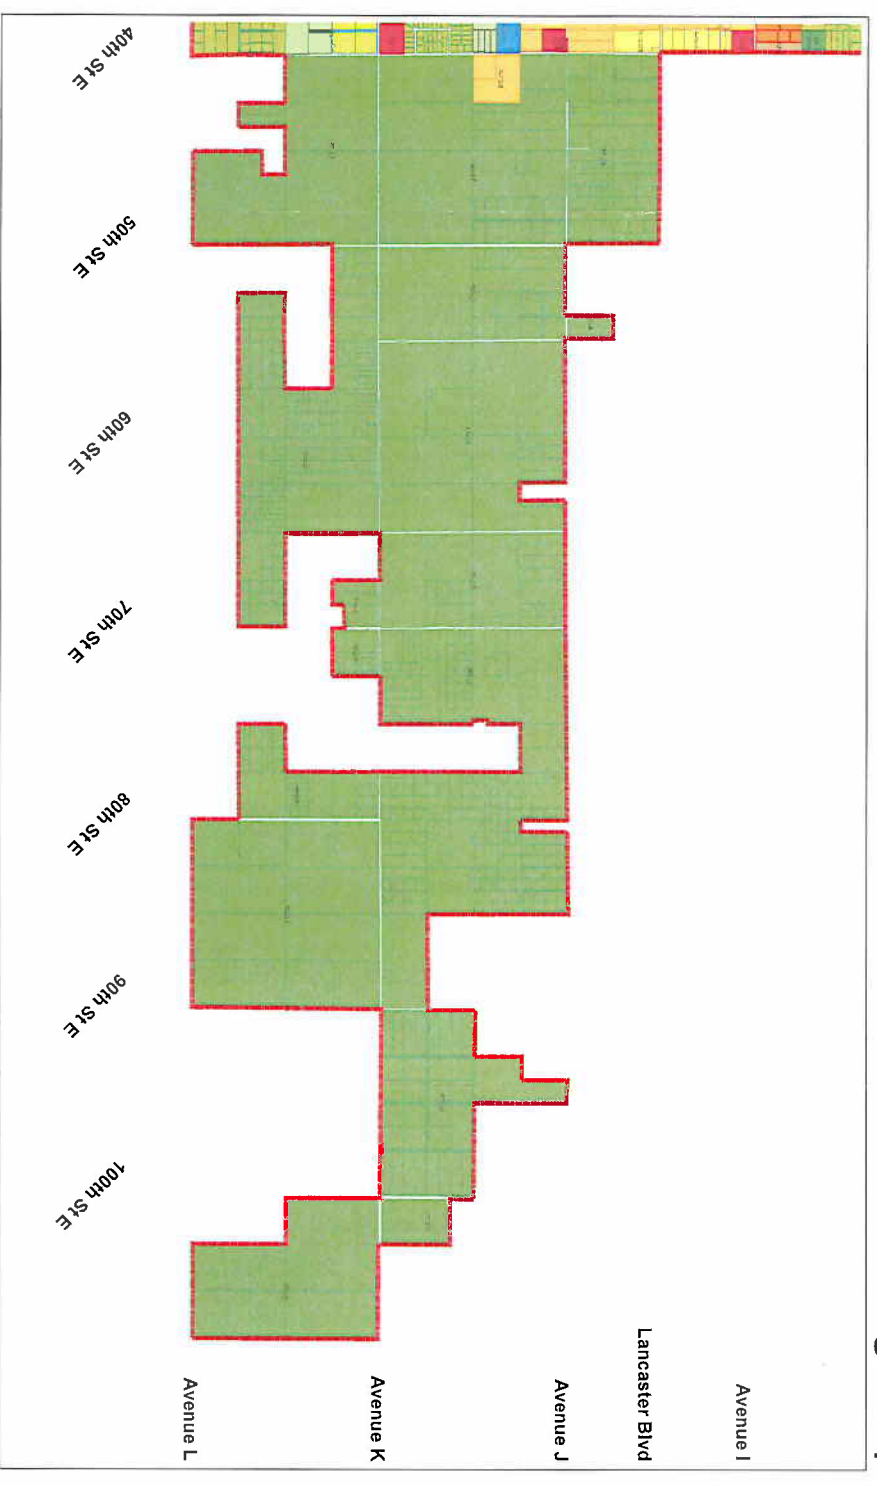 40th St E
50th St E
60th St E
70th St E
80th St E
90th St E
100th St E
Avenue L
Avenue K
Avenue J
Lancaster Blvd
Avenue I